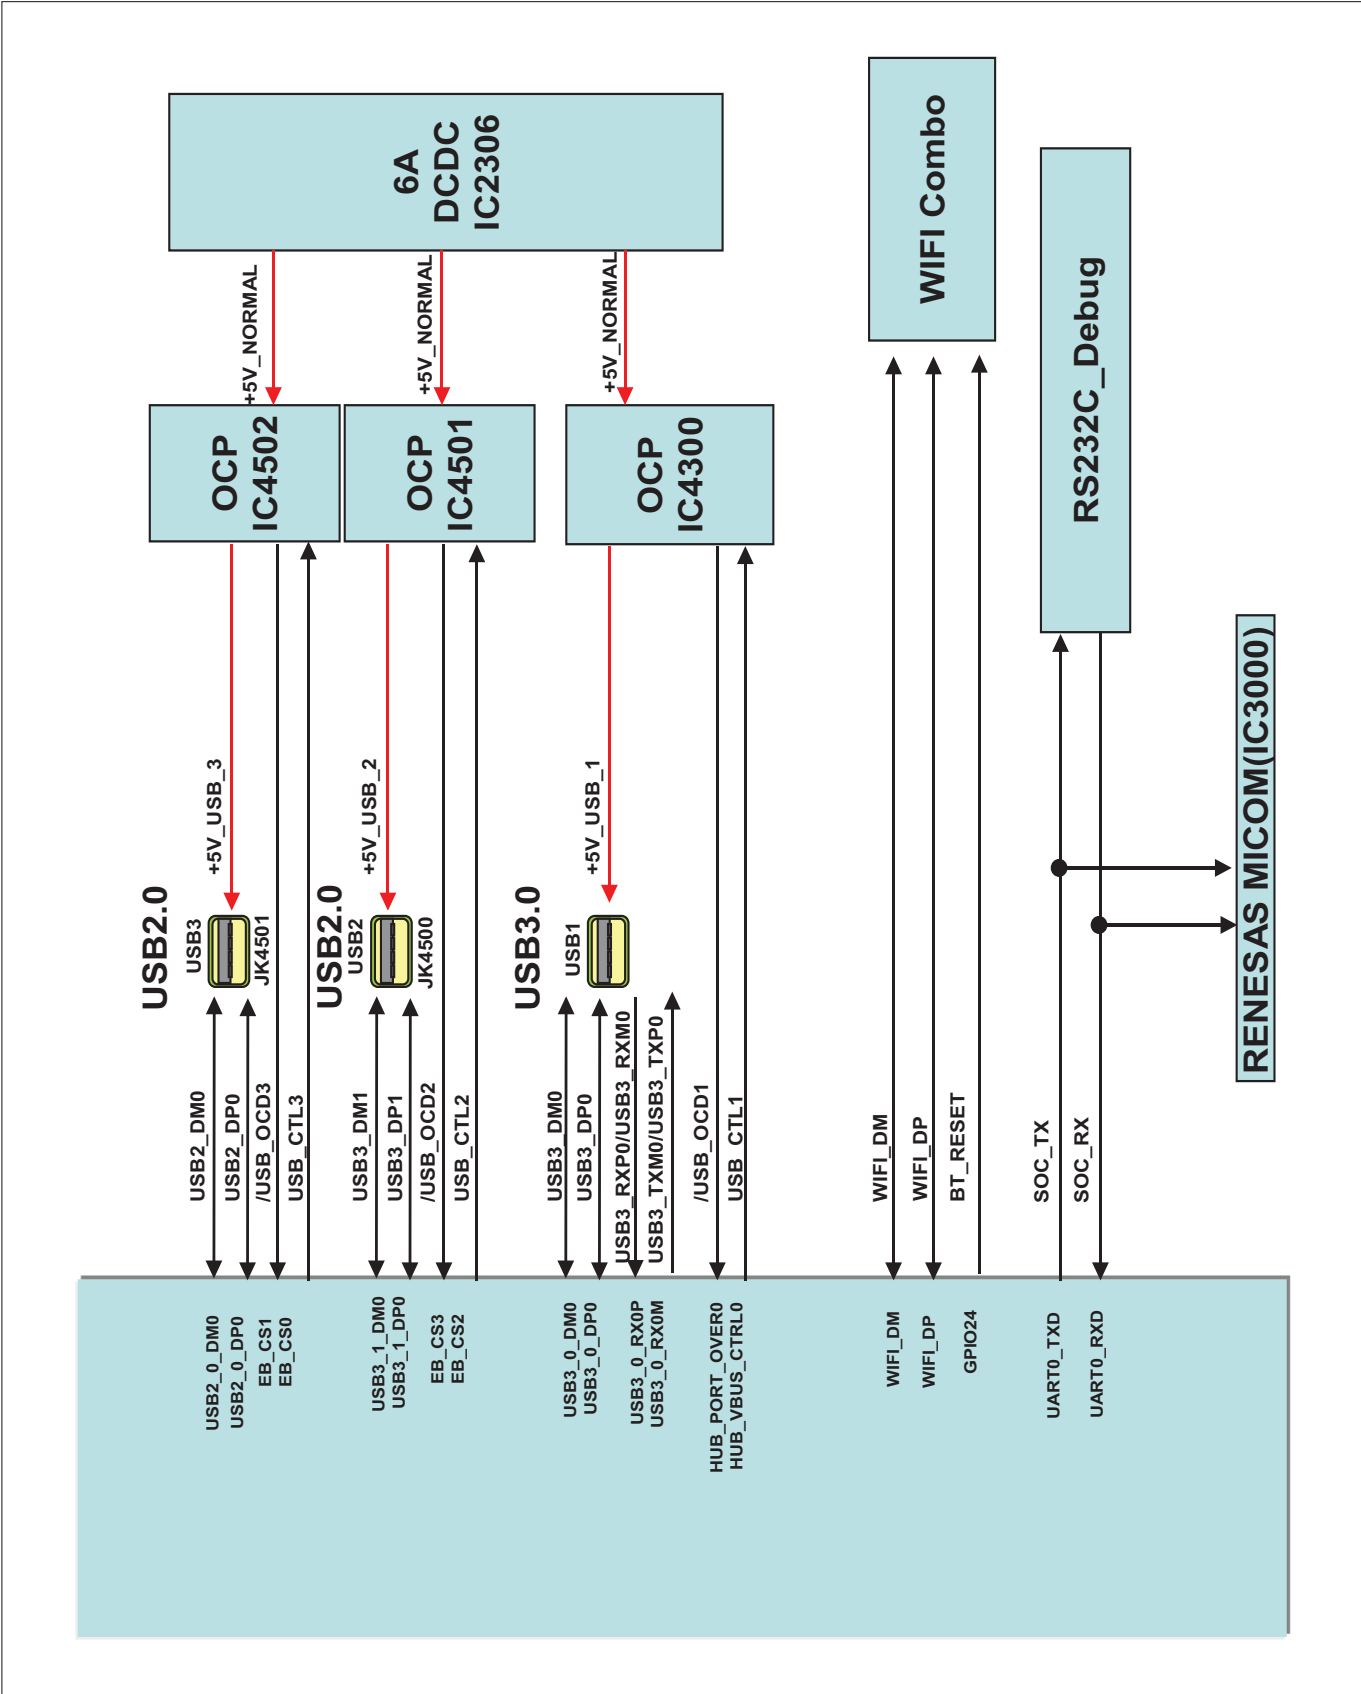 6A
DCDC
IC2306
+5V_NORMAL
+5V_NORMAL
+5V_NORMAL
OCP
IC4502
OCP
IC4501
OCP
IC4300
WIFI Combo
RS232C_Debug
RENESAS MICOM(IC3000)
+5V_USB_3
+5V_USB_2
+5V_USB_1
USB2.0
USB3
JK4501
USB2.0
USB2
JK4500
USB3.0
USB1
USB2_DM0
USB2_DP0
/USB_OCD3
USB_CTL3
USB3_DM1
USB3_DP1
/USB_OCD2
USB_CTL2
USB3_DM0
USB3_DP0
USB3_RXP0/USB3_RXM0
USB3_TXM0/USB3_TXP0
/USB_OCD1
USB_CTL1
WIFI_DM
WIFI_DP
BT_RESET
SOC_TX
SOC_RX
USB2_0_DM0
USB2_0_DP0
EB_CS1
EB_CS0
USB3_1_DM0
USB3_1_DP0
EB_CS3
EB_CS2
USB3_0_DM0
USB3_0_DP0
USB3_0_RX0P
USB3_0_RX0M
HUB_PORT_OVER0
HUB_VBUS_CTRL0
WIFI_DM
WIFI_DP
GPIO24
UART0_TXD
UART0_RXD